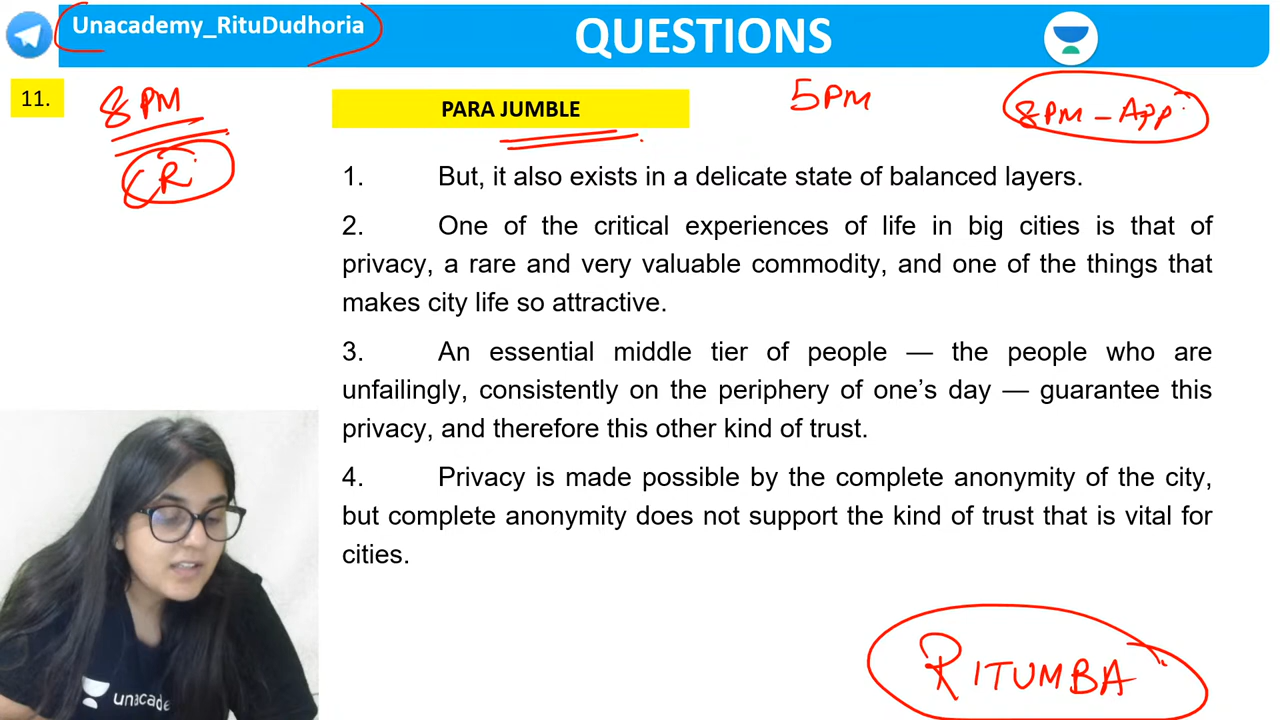 Unacademy_RituDudhoria
QUESTIONS
11.
8 PM
R
PARA JUMBLE
5PM
8PM - App
1. But, it also exists in a delicate state of balanced layers.
2. One of the critical experiences of life in big cities is that of
privacy, a rare and very valuable commodity, and one of the things that
makes city life so attractive.
3. An essential middle tier of people — the people who are
unfailingly, consistently on the periphery of one's day — guarantee this
privacy, and therefore this other kind of trust.
4. Privacy is made possible by the complete anonymity of the city,
but complete anonymity does not support the kind of trust that is vital for
cities.
RITUMBA